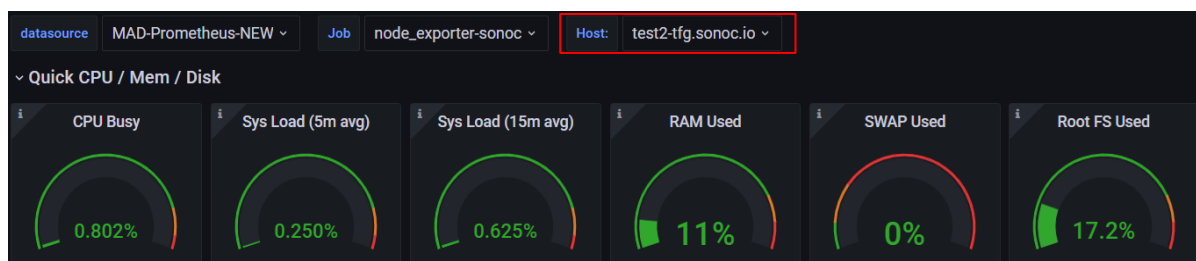 datasource MAD-Prometheus-NEW Job node_exporter-sonoc Host: test2-tfg.sonoc.io
Quick CPU / Mem / Disk
i CPU Busy i Sys Load (5m avg) i Sys Load (15m avg) i RAM Used i SWAP Used i Root FS Used
0.802% 0.250% 0.625% 11% 0% 17.2%